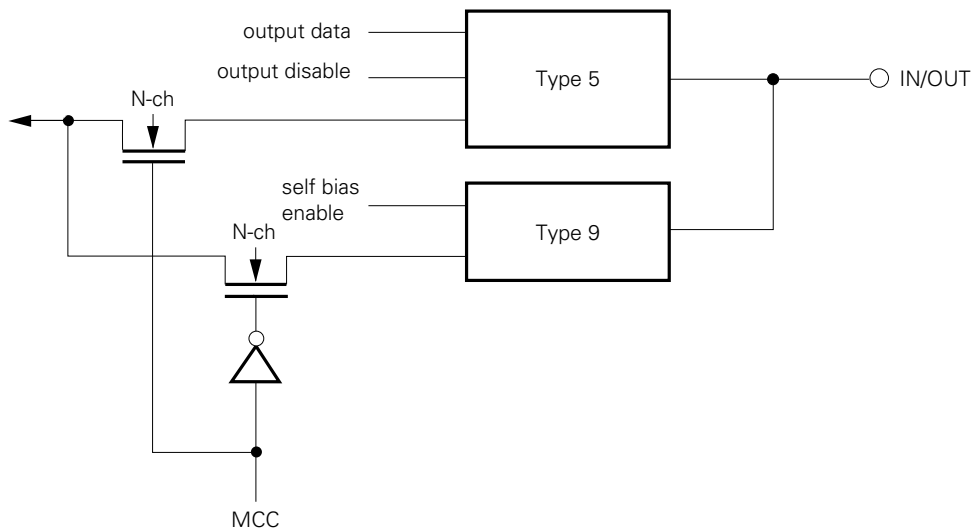 output data
output disable
Type 5
IN/OUT
N-ch
self bias
enable
Type 9
N-ch
MCC